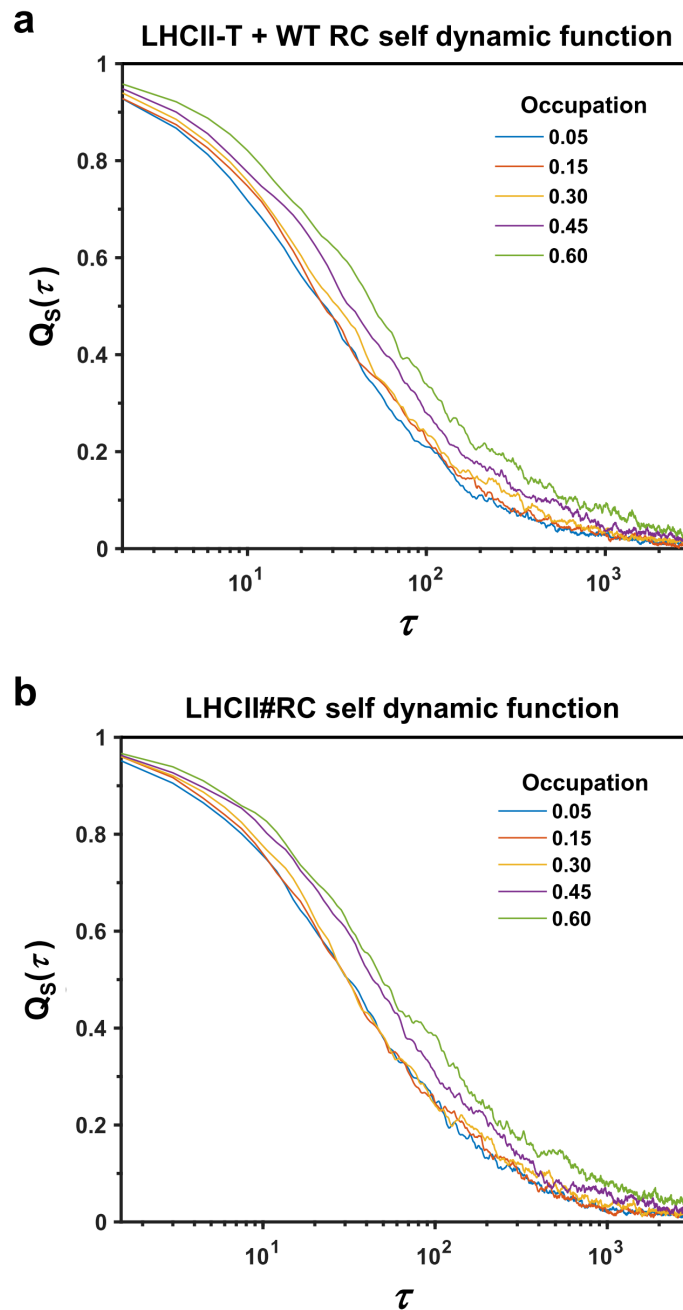 a
LHCII-T + WT RC self dynamic function
1
0.8
0.6
0.4
0.2
0
Q_S(τ)
Occupation
0.05
0.15
0.30
0.45
0.60
10¹
10²
10³
τ
b
LHCII#RC self dynamic function
1
0.8
0.6
0.4
0.2
0
Q_S(τ)
Occupation
0.05
0.15
0.30
0.45
0.60
10¹
10²
10³
τ